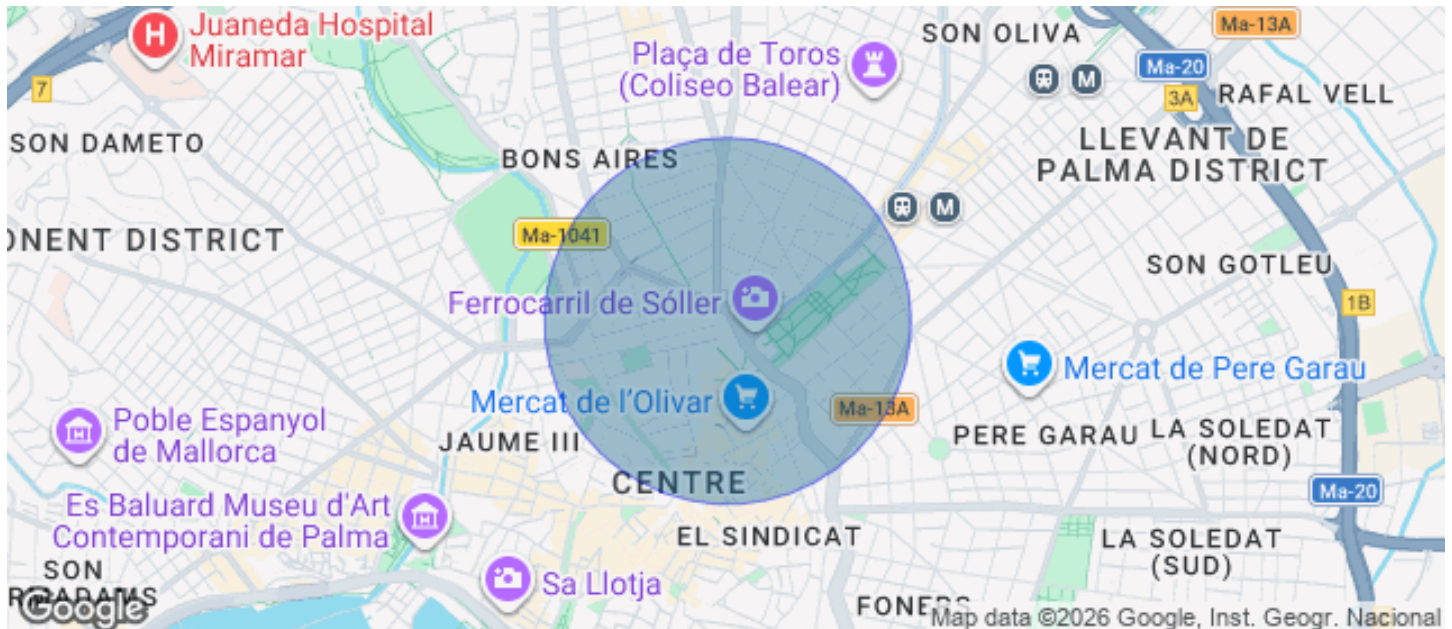 Juaneda Hospital
Miramar
7
SON DAMETO
Plaça de Toros
(Coliseo Balear)
SON OLIVA
M
Ma-13A
Ma-20
3A
RAFAL VELL
LLEVANT DE
PALMA DISTRICT
BONS AIRES
M
ONENT DISTRICT
Ma-1041
SON GOTLEU
Ferrocarril de Sóller
1B
Mercat de l'Olivar
Mercat de Pere Garau
Ma-13A
Poble Espanyol
de Mallorca
JAUME III
PERE GARAU
LA SOLEDAT
(NORD)
CENTRE
Ma-20
Es Baluard Museu d'Art
Contemporani de Palma
EL SINDICAT
LA SOLEDAT
(SUD)
SON
Sa Llotja
FONERS
Google
Map data ©2026 Google, Inst. Geogr. Nacional